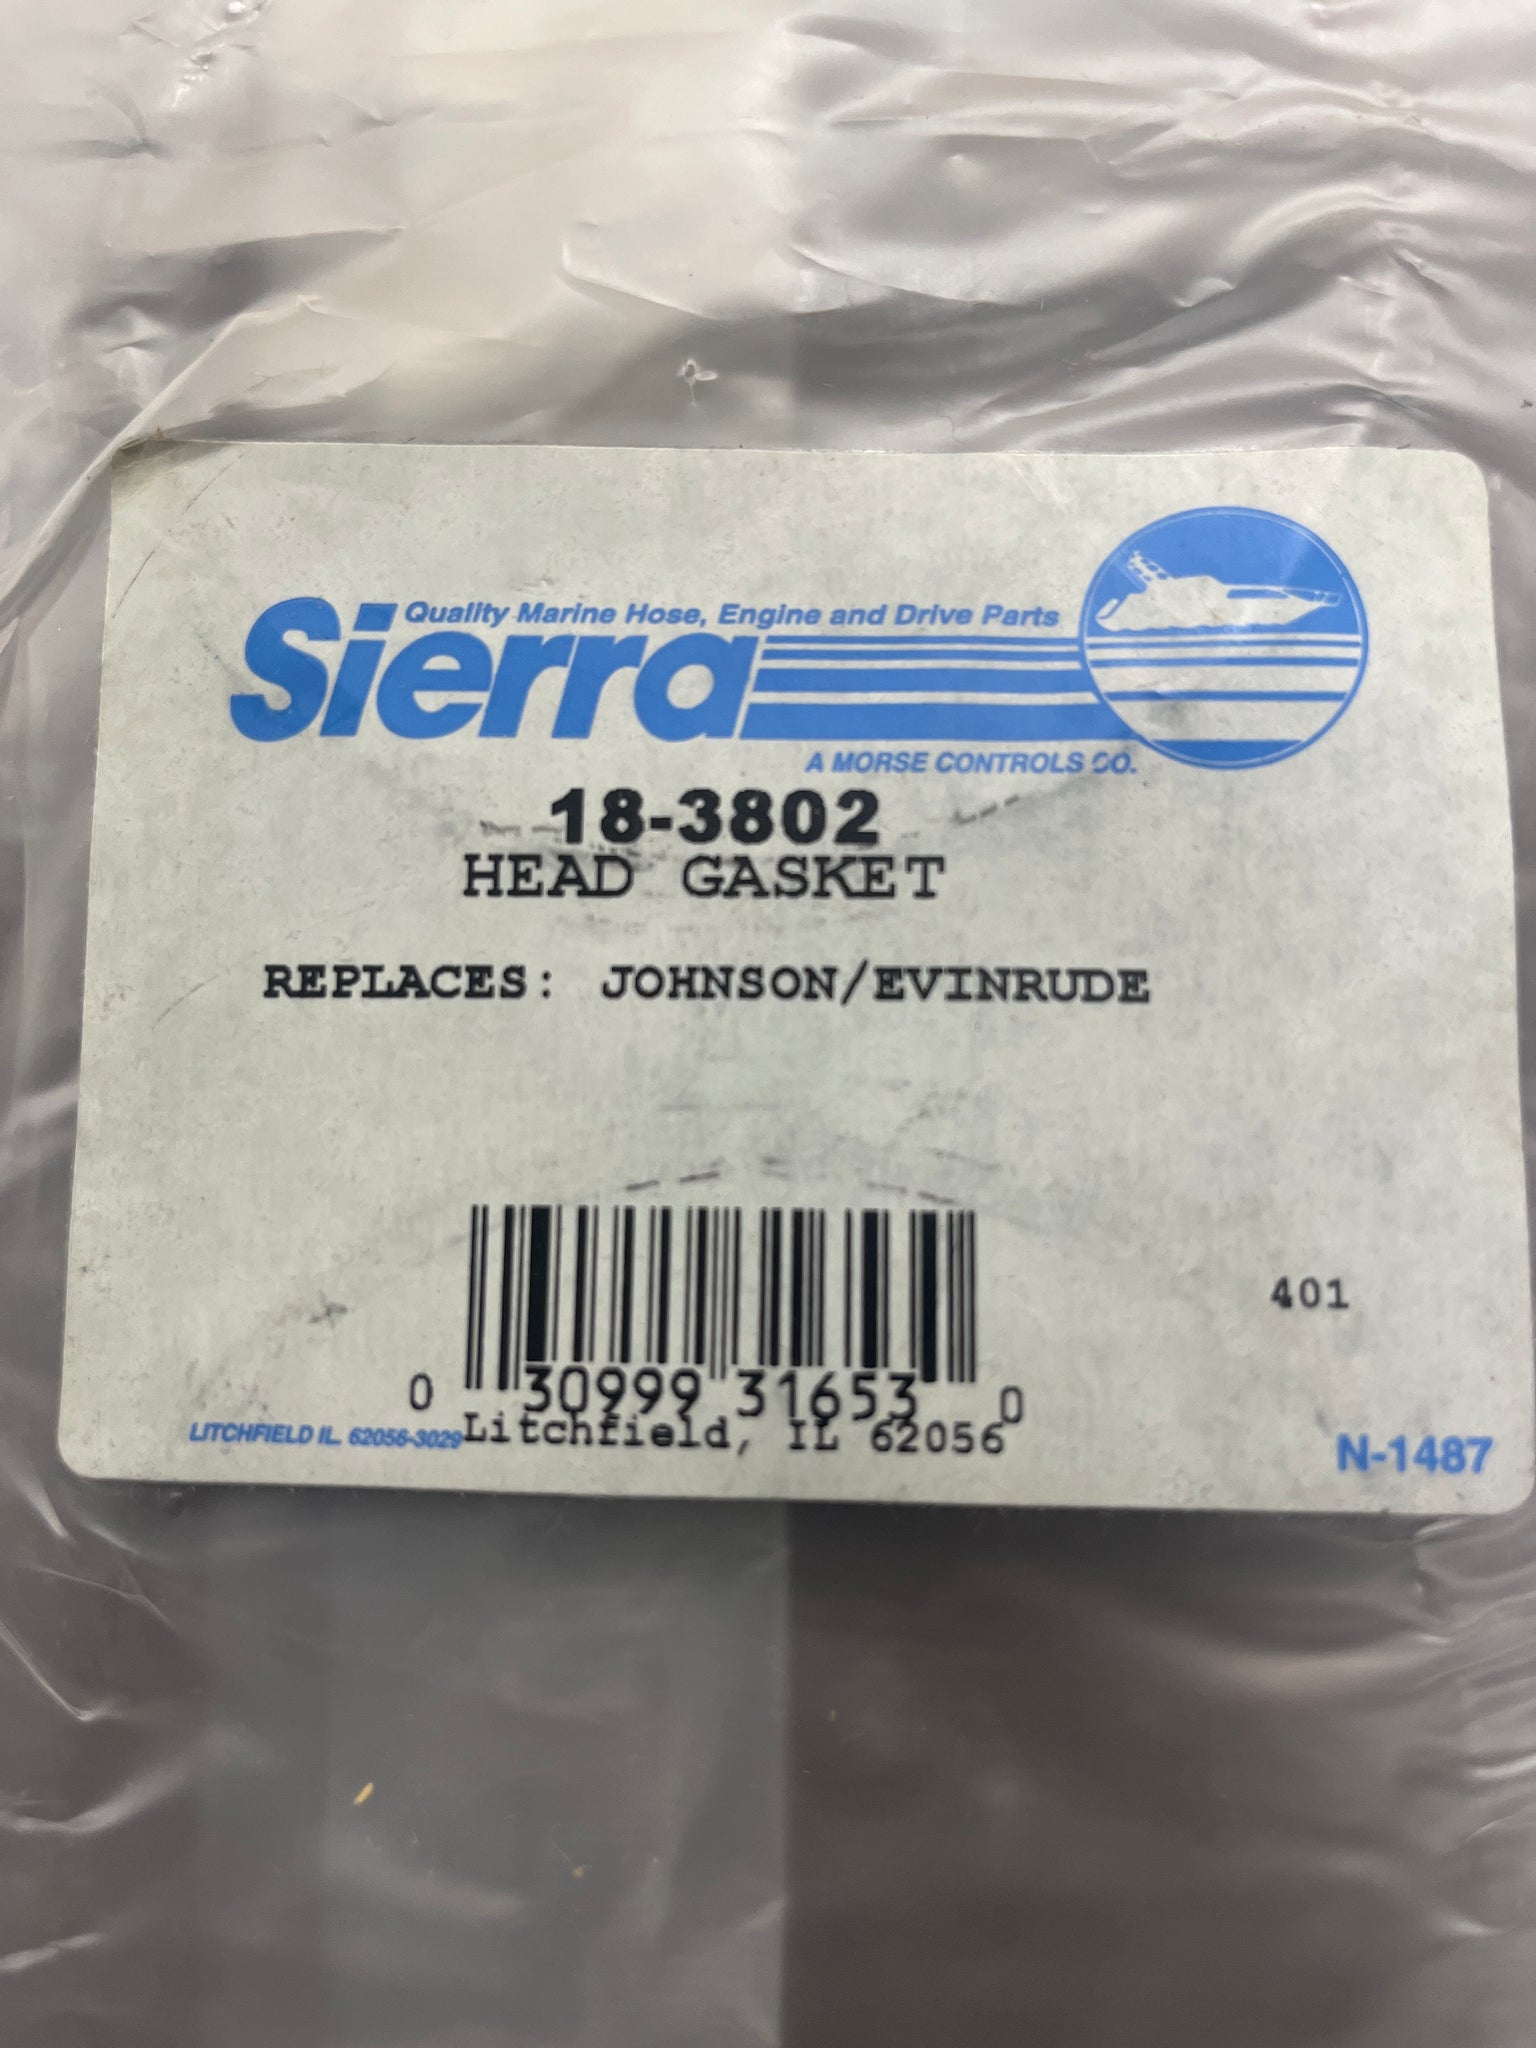 Quality Marine Hose, Engine and Drive Parts
Sierra
A MORSE CONTROLS CO.
18-3802
HEAD GASKET
REPLACES: JOHNSON/EVINRUDE
401
0 30999 31653 0
LITCHFIELD IL. 62056-3029
Litchfield, IL 62056
N-1487